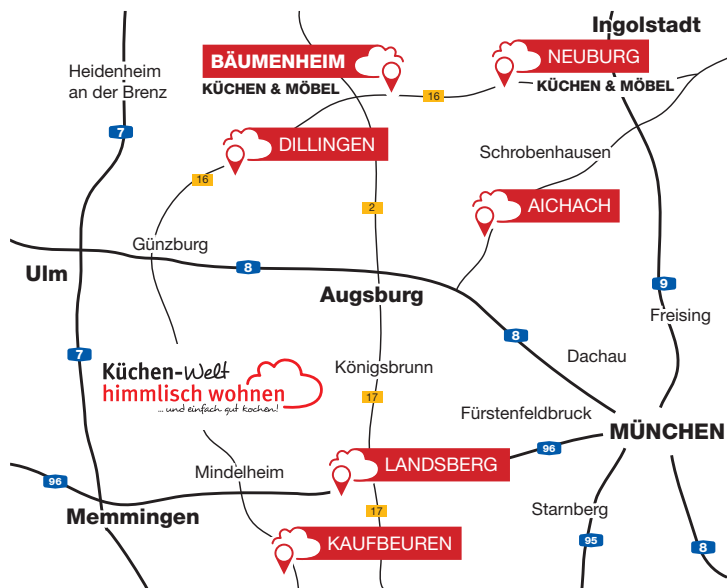 Ingolstadt
BÄUMENHEIM
KÜCHEN & MÖBEL
NEUBURG
KÜCHEN & MÖBEL
Heidenheim
an der Brenz
16
7
DILLINGEN
Schrobenhausen
16
2
AICHACH
Günzburg
Ulm
8
Augsburg
9
Freising
8
7
Dachau
Küchen-Welt
himmlisch wohnen
... und einfach gut kochen!
Königsbrunn
17
Fürstenfeldbruck
MÜNCHEN
96
LANDSBERG
Mindelheim
96
Memmingen
17
Starnberg
KAUFBEUREN
95
8